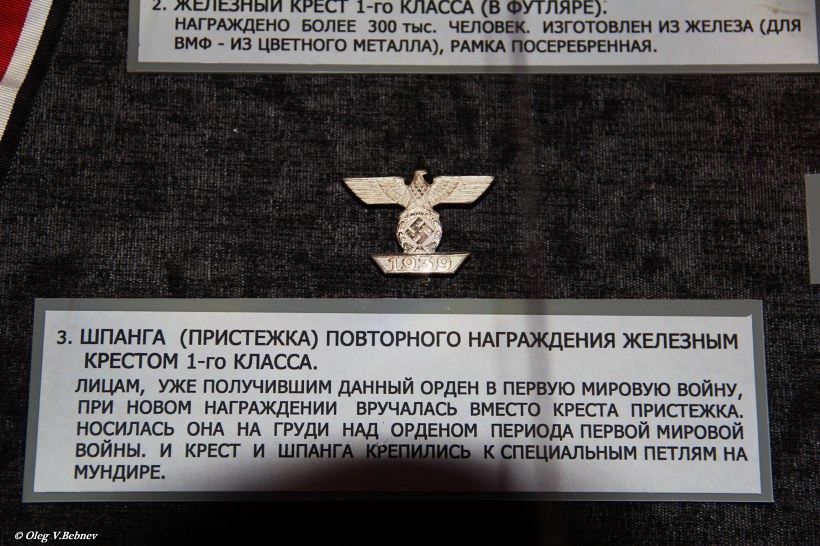 2. ЖЕЛЕЗНЫЙ КРЕСТ 1-го КЛАССА (В ФУТЛЯРЕ).
НАГРАЖДЕНО БОЛЕЕ 300 тыс. ЧЕЛОВЕК. ИЗГОТОВЛЕН ИЗ ЖЕЛЕЗА (ДЛЯ
ВМФ - ИЗ ЦВЕТНОГО МЕТАЛЛА), РАМКА ПОСЕРЕБРЕННАЯ.
1939
3. ШПАНГА (ПРИСТЕЖКА) ПОВТОРНОГО НАГРАЖДЕНИЯ ЖЕЛЕЗНЫМ
КРЕСТОМ 1-го КЛАССА.
ЛИЦАМ, УЖЕ ПОЛУЧИВШИМ ДАННЫЙ ОРДЕН В ПЕРВУЮ МИРОВУЮ ВОЙНУ,
ПРИ НОВОМ НАГРАЖДЕНИИ ВРУЧАЛАСЬ ВМЕСТО КРЕСТА ПРИСТЕЖКА.
НОСИЛАСЬ ОНА НА ГРУДИ НАД ОРДЕНОМ ПЕРИОДА ПЕРВОЙ МИРОВОЙ
ВОЙНЫ. И КРЕСТ И ШПАНГА КРЕПИЛИСЬ К СПЕЦИАЛЬНЫМ ПЕТЛЯМ НА
МУНДИРЕ.
© Oleg V.Bebnev